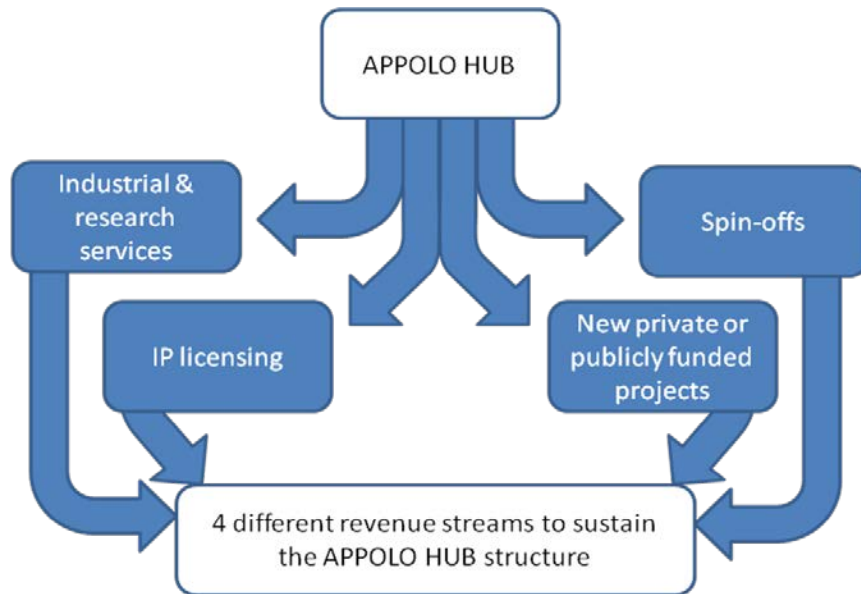 APPOLO HUB
Industrial &
research
services
Spin-offs
IP licensing
New private or
publicly funded
projects
4 different revenue streams to sustain
the APPOLO HUB structure